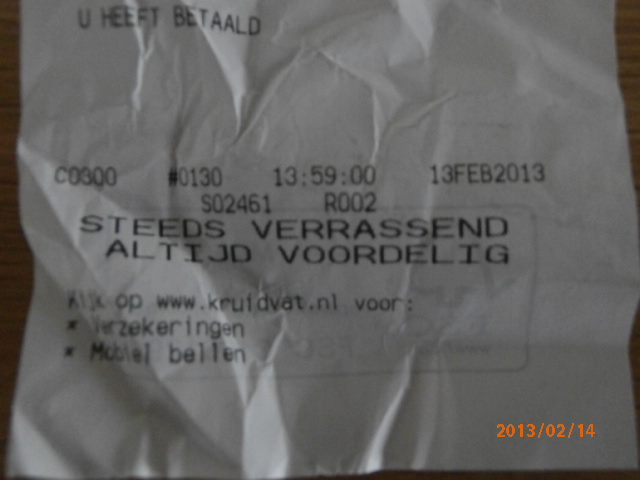 U HEEFT BETAALD
C0300 #0130 13:59:00 13FEB2013
S02461 R002
STEEDS VERRASSEND
ALTIJD VOORDELIG
Kijk op www.kruidvat.nl voor:
* Verzekeringen
* Mobiel bellen
2013/02/14